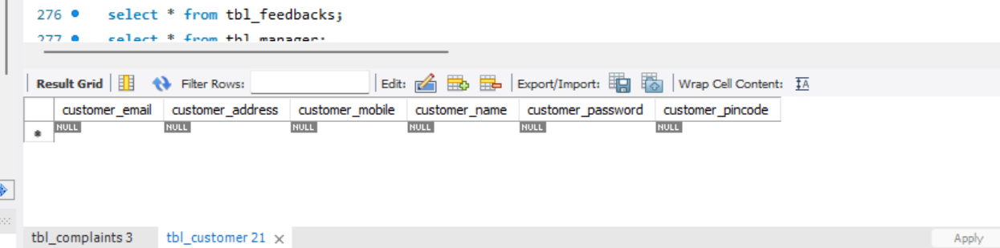 276 select * from tbl_feedbacks;
277 select * from tbl_manager;
Result Grid Filter Rows: Edit: Export/Import: Wrap Cell Content: IA
customer_email customer_address customer_mobile customer_name customer_password customer_pincode
NULL NULL NULL NULL NULL NULL
tbl_complaints 3 tbl_customer 21 Apply